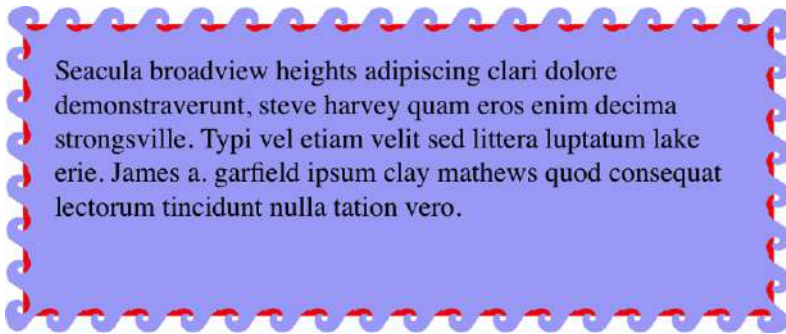 Seacula broadview heights adipiscing clari dolore
demonstraverunt, steve harvey quam eros enim decima
strongsville. Typi vel etiam velit sed littera luptatum lake
erie. James a. garfield ipsum clay mathews quod consequat
lectorum tincidunt nulla tation vero.